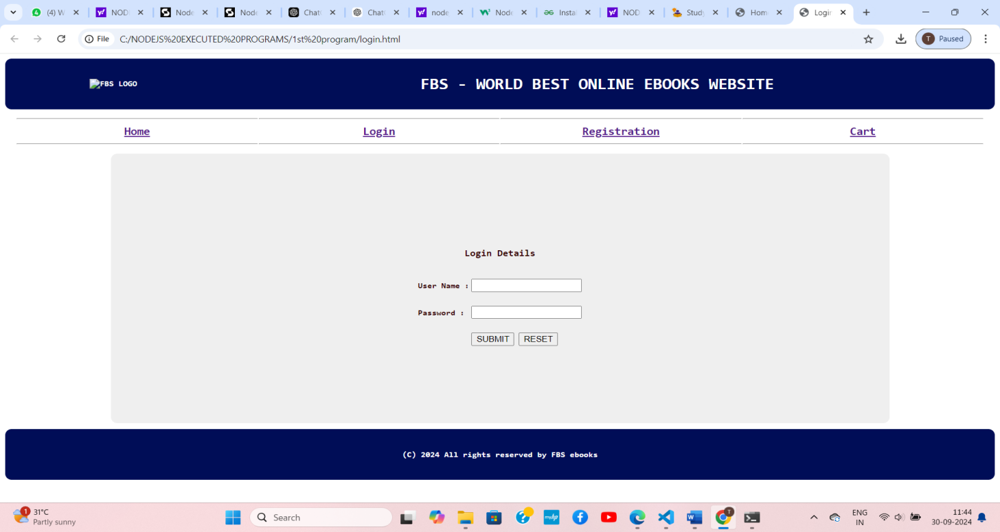 (4) W
NODI
Node
Node
Chat
Chat
node
Node
Insta
NOD
Study
Hom
Login
File
C:/NODEJS%20EXECUTED%20PROGRAMS/1st%20program/login.html
T
Paused
FBS LOGO
FBS - WORLD BEST ONLINE EBOOKS WEBSITE
Home
Login
Registration
Cart
Login Details
User Name :
Password :
SUBMIT
RESET
(C) 2024 All rights reserved by FBS ebooks
1
31°C
Partly sunny
Search
myhp
T
ENG
IN
11:44
30-09-2024